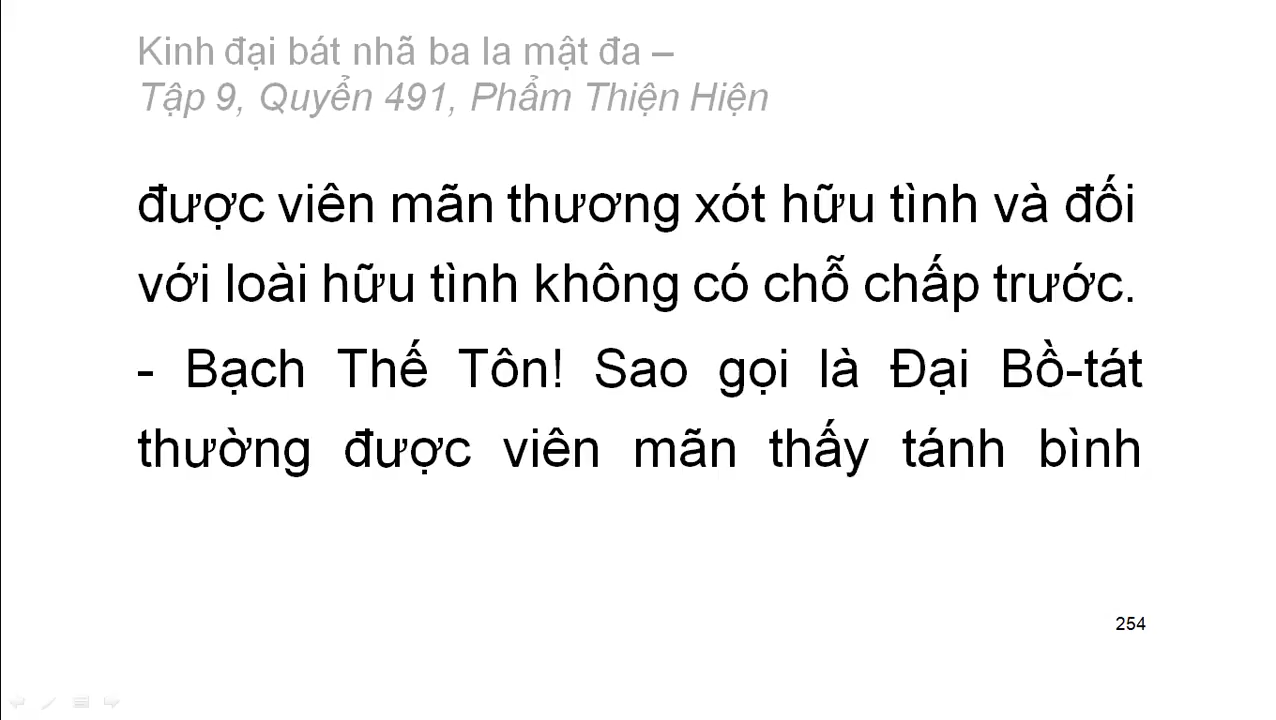 Kinh đại bát nhã ba la mật đa –
Tập 9, Quyển 491, Phẩm Thiện Hiện
được viên mãn thương xót hữu tình và đối
với loài hữu tình không có chỗ chấp trước.
- Bạch Thế Tôn! Sao gọi là Đại Bồ-tát
thường được viên mãn thấy tánh bình
254